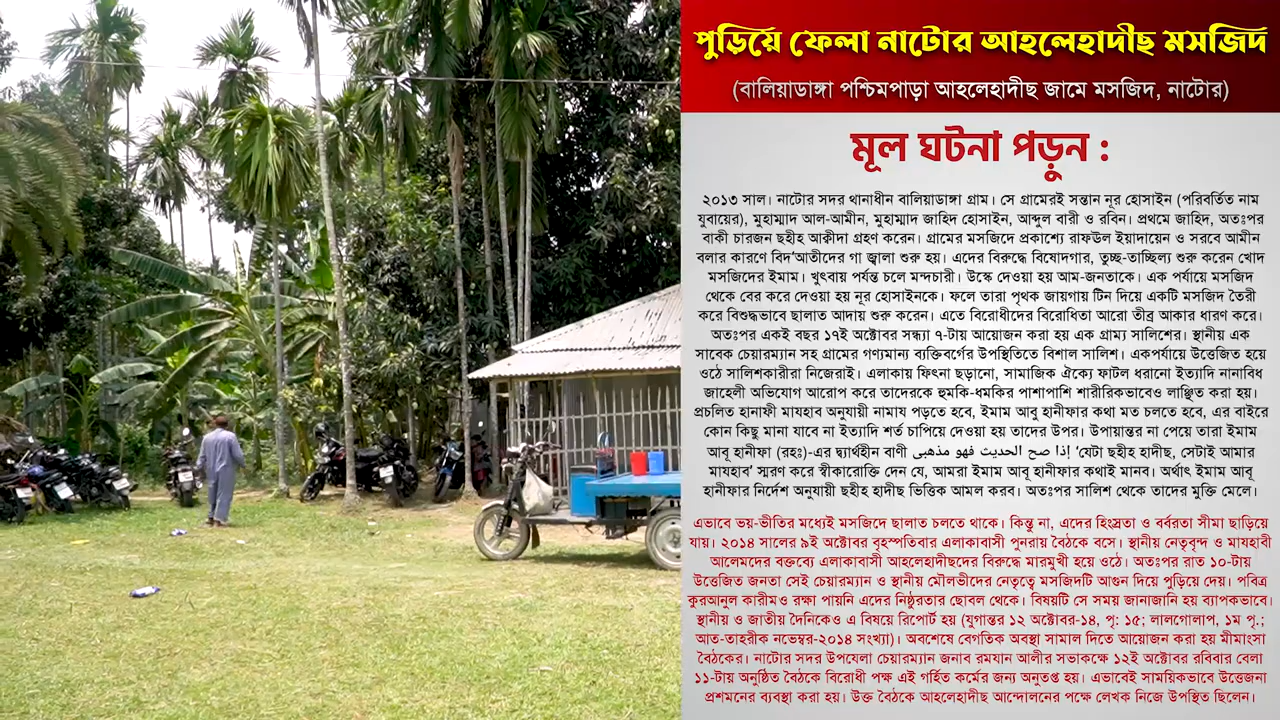 পুড়িয়ে ফেলা নাটোর আহলেহাদীছ মসজিদ
(বালিয়াডাঙ্গা পশ্চিমপাড়া আহলেহাদীছ জামে মসজিদ, নাটোর)
মূল ঘটনা পড়ুন :
২০১৩ সাল। নাটোর সদর থানাধীন বালিয়াডাঙ্গা গ্রাম। সে গ্রামেরই সন্তান নূর হোসাইন (পরিবর্তিত নাম
যুবায়ের), মুহাম্মাদ আল-আমীন, মুহাম্মাদ জাহিদ হোসাইন, আব্দুল বারী ও রবিন। প্রথমে জাহিদ, অতঃপর
বাকী চারজন ছহীহ আক্বীদা গ্রহণ করেন। গ্রামের মসজিদে প্রকাশ্যে রাফউল ইয়াদায়েন ও সরবে আমীন
বলার কারণে বিদ'আতীদের গা জ্বালা শুরু হয়। এদের বিরুদ্ধে বিষোদগার, তুচ্ছ-তাচ্ছিল্য শুরু করেন খোদ
মসজিদের ইমাম। খুৎবায় পর্যন্ত চলে মন্দচারী। উস্কে দেওয়া হয় আম-জনতাকে। এক পর্যায়ে মসজিদ
থেকে বের করে দেওয়া হয় নূর হোসাইনকে। ফলে তারা পৃথক জায়গায় টিন দিয়ে একটি মসজিদ তৈরী
করে বিশুদ্ধভাবে ছালাত আদায় শুরু করেন। এতে বিরোধীদের বিরোধিতা আরো তীব্র আকার ধারণ করে।
অতঃপর একই বছর ১৭ই অক্টোবর সন্ধ্যা ৭-টায় আয়োজন করা হয় এক গ্রাম্য সালিশের। স্থানীয় এক
সাবেক চেয়ারম্যান সহ গ্রামের গণ্যমান্য ব্যক্তিবর্গের উপস্থিতিতে বিশাল সালিশ। একপর্যায়ে উত্তেজিত হয়ে
ওঠে সালিশকারীরা নিজেরাই। এলাকায় ফিৎনা ছড়ানো, সামাজিক ঐক্যে ফাটল ধরানো ইত্যাদি নানাবিধ
জাহেলী অভিযোগ আরোপ করে তাদেরকে হুমকি-ধমকির পাশাপাশি শারীরিকভাবেও লাঞ্ছিত করা হয়।
প্রচলিত হানাফী মাযহাব অনুযায়ী নামায পড়তে হবে, ইমাম আবু হানীফার কথা মত চলতে হবে, এর বাইরে
কোন কিছু মানা যাবে না ইত্যাদি শর্ত চাপিয়ে দেওয়া হয় তাদের উপর। উপায়ান্তর না পেয়ে তারা ইমাম
আবূ হানীফা (রহঃ)-এর দ্ব্যার্থহীন বাণী إذا صح الحديث فهو مذهبى 'যেটা ছহীহ হাদীছ, সেটাই আমার
মাযহাব' স্মরণ করে স্বীকারোক্তি দেন যে, আমরা ইমাম আবূ হানীফার কথাই মানব। অর্থাৎ ইমাম আবূ
হানীফার নির্দেশ অনুযায়ী ছহীহ হাদীছ ভিত্তিক আমল করব। অতঃপর সালিশ থেকে তাদের মুক্তি মেলে।
এভাবে ভয়-ভীতির মধ্যেই মসজিদে ছালাত চলতে থাকে। কিন্তু না, এদের হিংস্রতা ও বর্বরতা সীমা ছাড়িয়ে
যায়। ২০১৪ সালের ৯ই অক্টোবর বৃহস্পতিবার এলাকাবাসী পুনরায় বৈঠকে বসে। স্থানীয় নেতৃবৃন্দ ও মাযহাবী
আলেমদের বক্তব্যে এলাকাবাসী আহলেহাদীছদের বিরুদ্ধে মারমুখী হয়ে ওঠে। অতঃপর রাত ১০-টায়
উত্তেজিত জনতা সেই চেয়ারম্যান ও স্থানীয় মৌলভীদের নেতৃত্বে মসজিদটি আগুন দিয়ে পুড়িয়ে দেয়। পবিত্র
কুরআনুল কারীমও রক্ষা পায়নি এদের নিষ্ঠুরতার ছোবল থেকে। বিষয়টি সে সময় জানাজানি হয় ব্যাপকভাবে।
স্থানীয় ও জাতীয় দৈনিকেও এ বিষয়ে রিপোর্ট হয় (যুগান্তর ১২ অক্টোবর-১৪, পৃ: ১৫; লালগোলাপ, ১ম পৃ.;
আত-তাহরীক নভেম্বর-২০১৪ সংখ্যা)। অবশেষে বেগতিক অবস্থা সামাল দিতে আয়োজন করা হয় মীমাংসা
বৈঠকের। নাটোর সদর উপযেলা চেয়ারম্যান জনাব রমযান আলীর সভাকক্ষে ১২ই অক্টোবর রবিবার বেলা
১১-টায় অনুষ্ঠিত বৈঠকে বিরোধী পক্ষ এই গর্হিত কর্মের জন্য অনুতপ্ত হয়। এভাবেই সাময়িকভাবে উত্তেজনা
প্রশমনের ব্যবস্থা করা হয়। উক্ত বৈঠকে আহলেহাদীছ আন্দোলনের পক্ষে লেখক নিজে উপস্থিত ছিলেন।